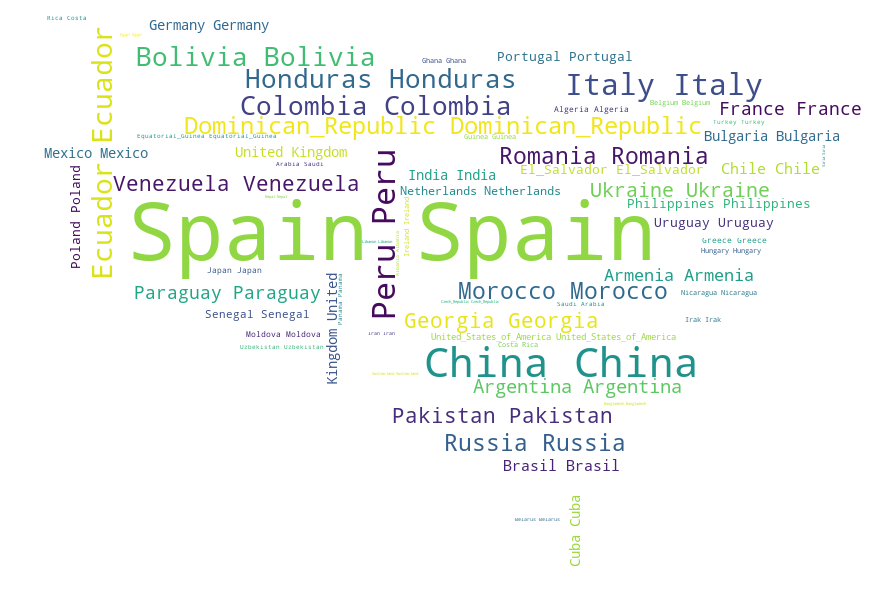 Rica Costa
Germany Germany
Ecuador Ecuador
Bolivia Bolivia
Ghana Ghana
Portugal Portugal
Honduras Honduras
Italy Italy
Colombia Colombia
Algeria Algeria
Belgium Belgium
France France
Dominican_Republic Dominican_Republic
Turkey Turkey
Equatorial_Guinea Equatorial_Guinea
Guinea Guinea
Bulgaria Bulgaria
Mexico Mexico
United Kingdom
Arabia Saudi
Romania Romania
Poland Poland
Venezuela Venezuela
Peru Peru
India India
El_Salvador El_Salvador
Chile Chile
Netherlands Netherlands
Ukraine Ukraine
Ireland Ireland
Philippines Philippines
Spain Spain
Uruguay Uruguay
Greece Greece
Hungary Hungary
Japan Japan
Armenia Armenia
Paraguay Paraguay
Panama Panama
Kingdom United
Morocco Morocco
Nicaragua Nicaragua
Czech_Republic Czech_Republic
Saudi Arabia
Senegal Senegal
Georgia Georgia
Irak Irak
Moldova Moldova
Iran Iran
United_States_of_America United_States_of_America
Uzbekistan Uzbekistan
Costa Rica
China China
Argentina Argentina
Pakistan Pakistan
Russia Russia
Brasil Brasil
Cuba Cuba
Belarus Belarus